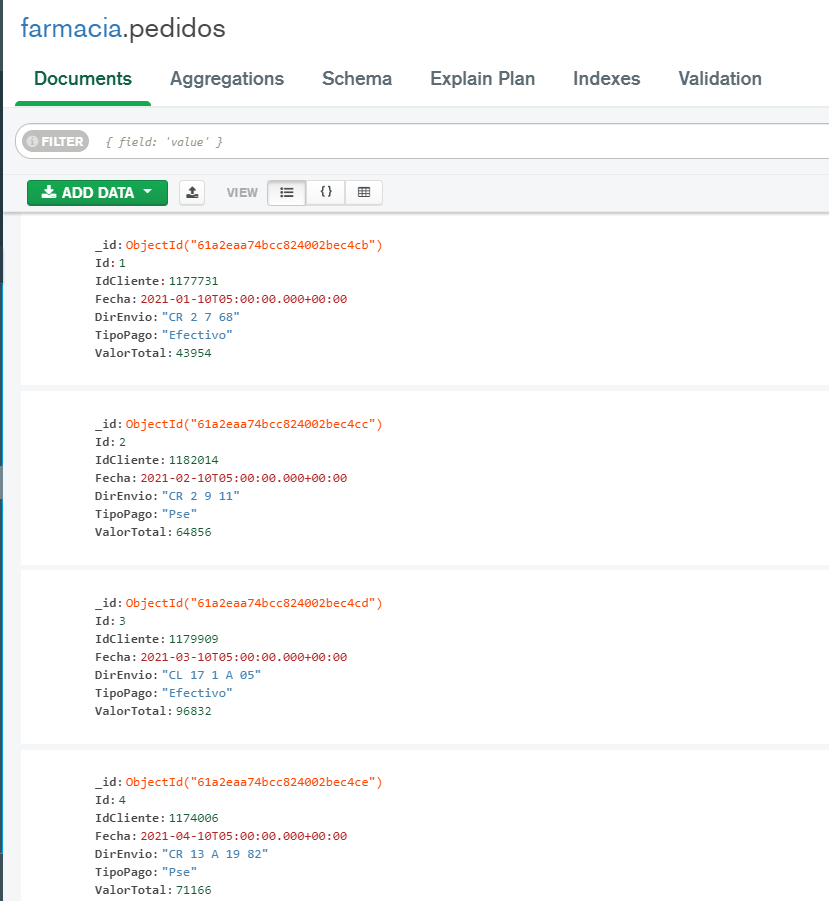 farmacia.pedidos
Documents Aggregations Schema Explain Plan Indexes Validation
FILTER { field: 'value' }
ADD DATA VIEW { }
_id: ObjectId("61a2eaa74bcc824002bec4cb")
Id: 1
IdCliente: 1177731
Fecha: 2021-01-10T05:00:00.000+00:00
DirEnvio: "CR 2 7 68"
TipoPago: "Efectivo"
ValorTotal: 43954
_id: ObjectId("61a2eaa74bcc824002bec4cc")
Id: 2
IdCliente: 1182014
Fecha: 2021-02-10T05:00:00.000+00:00
DirEnvio: "CR 2 9 11"
TipoPago: "Pse"
ValorTotal: 64856
_id: ObjectId("61a2eaa74bcc824002bec4cd")
Id: 3
IdCliente: 1179909
Fecha: 2021-03-10T05:00:00.000+00:00
DirEnvio: "CL 17 1 A 05"
TipoPago: "Efectivo"
ValorTotal: 96832
_id: ObjectId("61a2eaa74bcc824002bec4ce")
Id: 4
IdCliente: 1174006
Fecha: 2021-04-10T05:00:00.000+00:00
DirEnvio: "CR 13 A 19 82"
TipoPago: "Pse"
ValorTotal: 71166